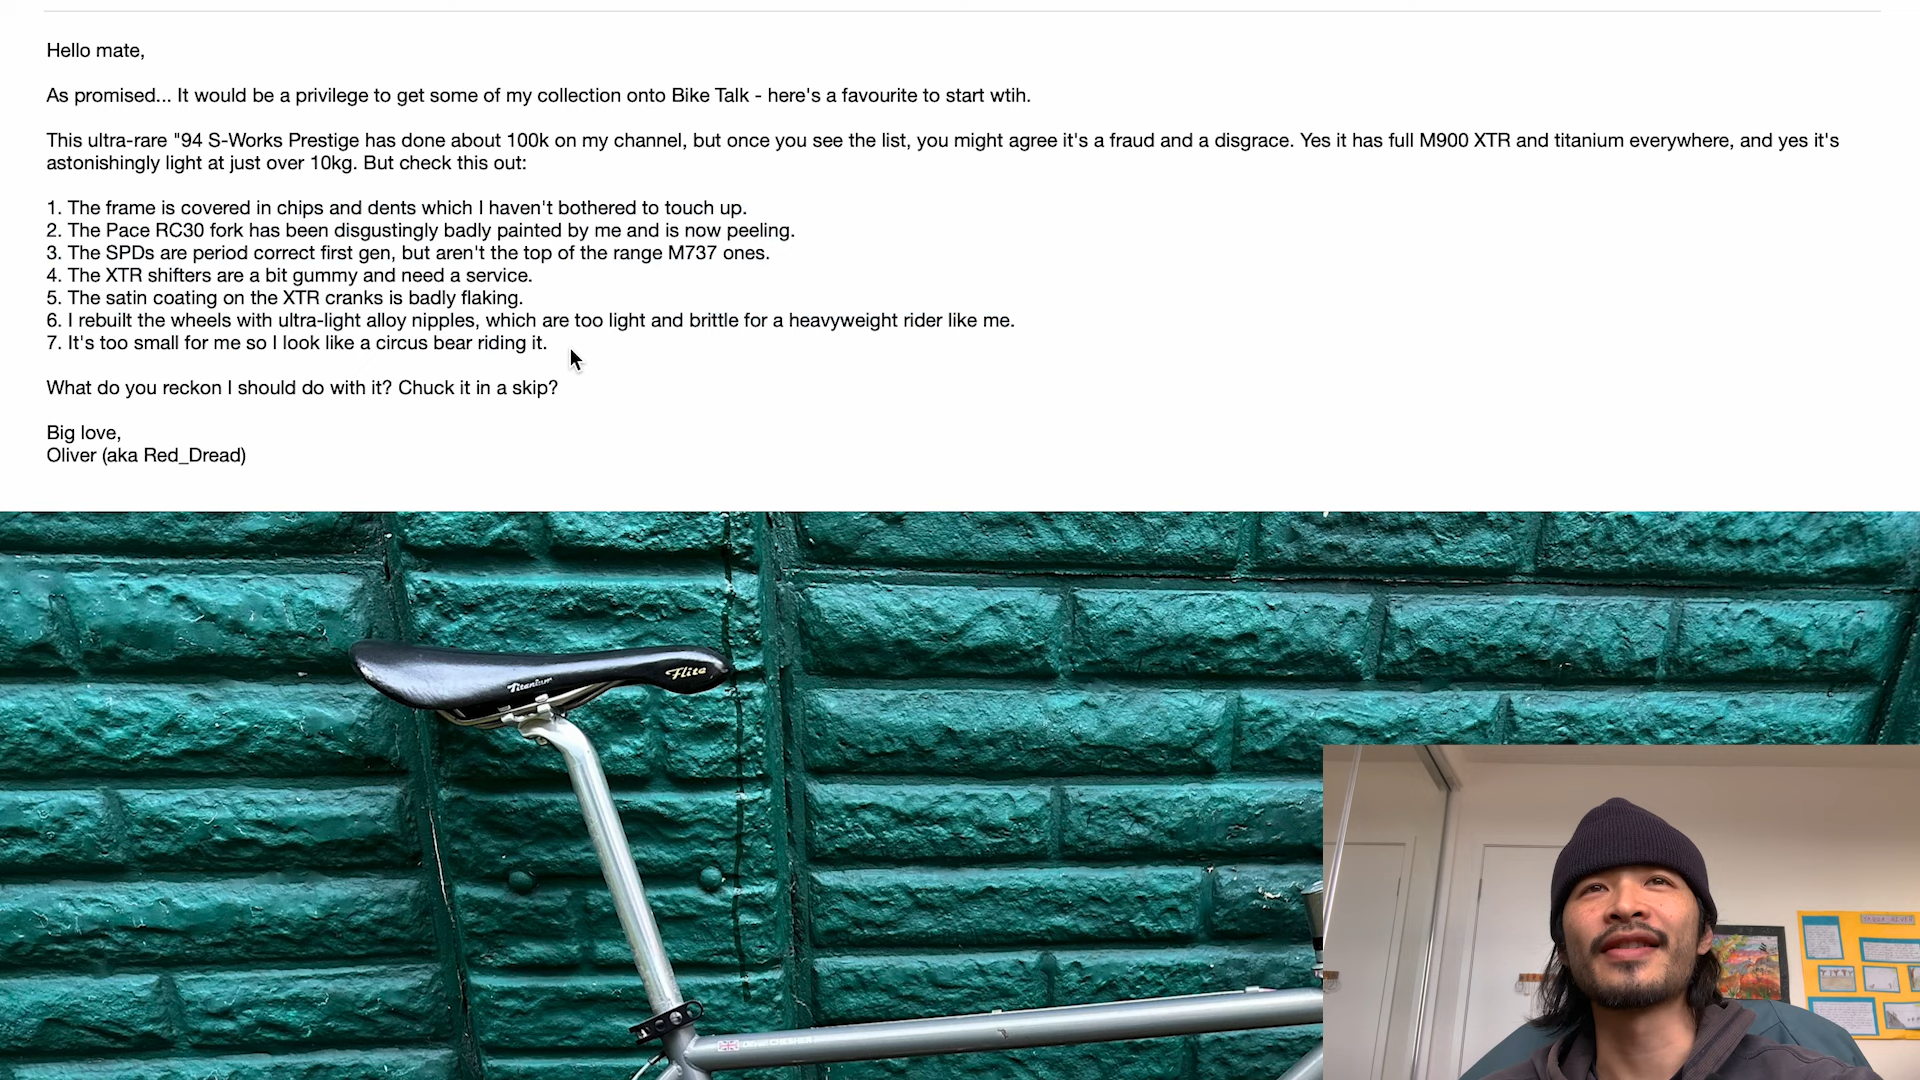 Hello mate,
As promised... It would be a privilege to get some of my collection onto Bike Talk - here's a favourite to start wtih.
This ultra-rare "94 S-Works Prestige has done about 100k on my channel, but once you see the list, you might agree it's a fraud and a disgrace. Yes it has full M900 XTR and titanium everywhere, and yes it's
astonishingly light at just over 10kg. But check this out:
1. The frame is covered in chips and dents which I haven't bothered to touch up.
2. The Pace RC30 fork has been disgustingly badly painted by me and is now peeling.
3. The SPDs are period correct first gen, but aren't the top of the range M737 ones.
4. The XTR shifters are a bit gummy and need a service.
5. The satin coating on the XTR cranks is badly flaking.
6. I rebuilt the wheels with ultra-light alloy nipples, which are too light and brittle for a heavyweight rider like me.
7. It's too small for me so I look like a circus bear riding it.
What do you reckon I should do with it? Chuck it in a skip?
Big love,
Oliver (aka Red_Dread)
Titanium
Flite